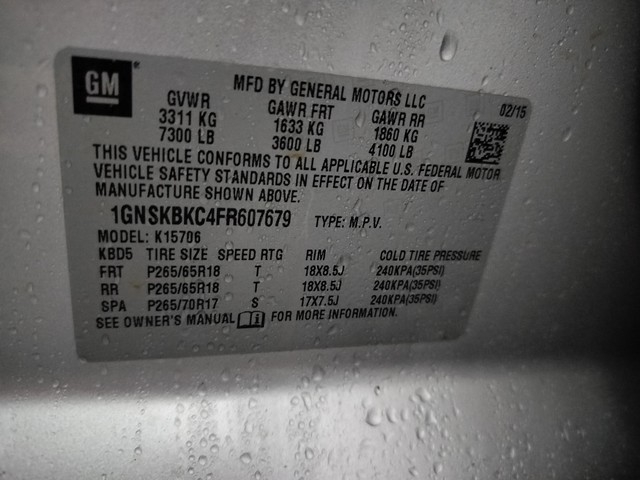 GM
MFD BY GENERAL MOTORS LLC 02/15
GVWR GAWR FRT GAWR RR
3311 KG 1633 KG 1860 KG
7300 LB 3600 LB 4100 LB
THIS VEHICLE CONFORMS TO ALL APPLICABLE U.S. FEDERAL MOTOR
VEHICLE SAFETY STANDARDS IN EFFECT ON THE DATE OF
MANUFACTURE SHOWN ABOVE.
1GNSKBKC4FR607679 TYPE: M.P.V.
MODEL: K15706
KBD5 TIRE SIZE SPEED RTG RIM COLD TIRE PRESSURE
FRT P265/65R18 T 18X8.5J 240KPA(35PSI)
RR P265/65R18 T 18X8.5J 240KPA(35PSI)
SPA P265/70R17 S 17X7.5J 240KPA(35PSI)
SEE OWNER'S MANUAL FOR MORE INFORMATION.